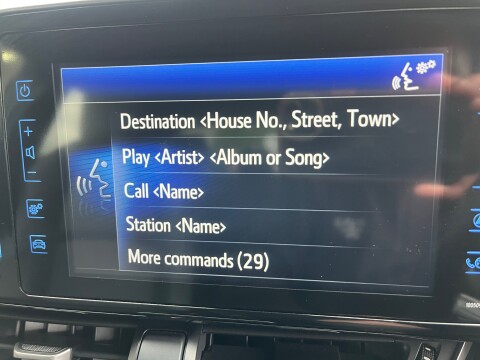 Destination <House No., Street, Town>
Play <Artist> <Album or Song>
Call <Name>
Station <Name>
More commands (29)